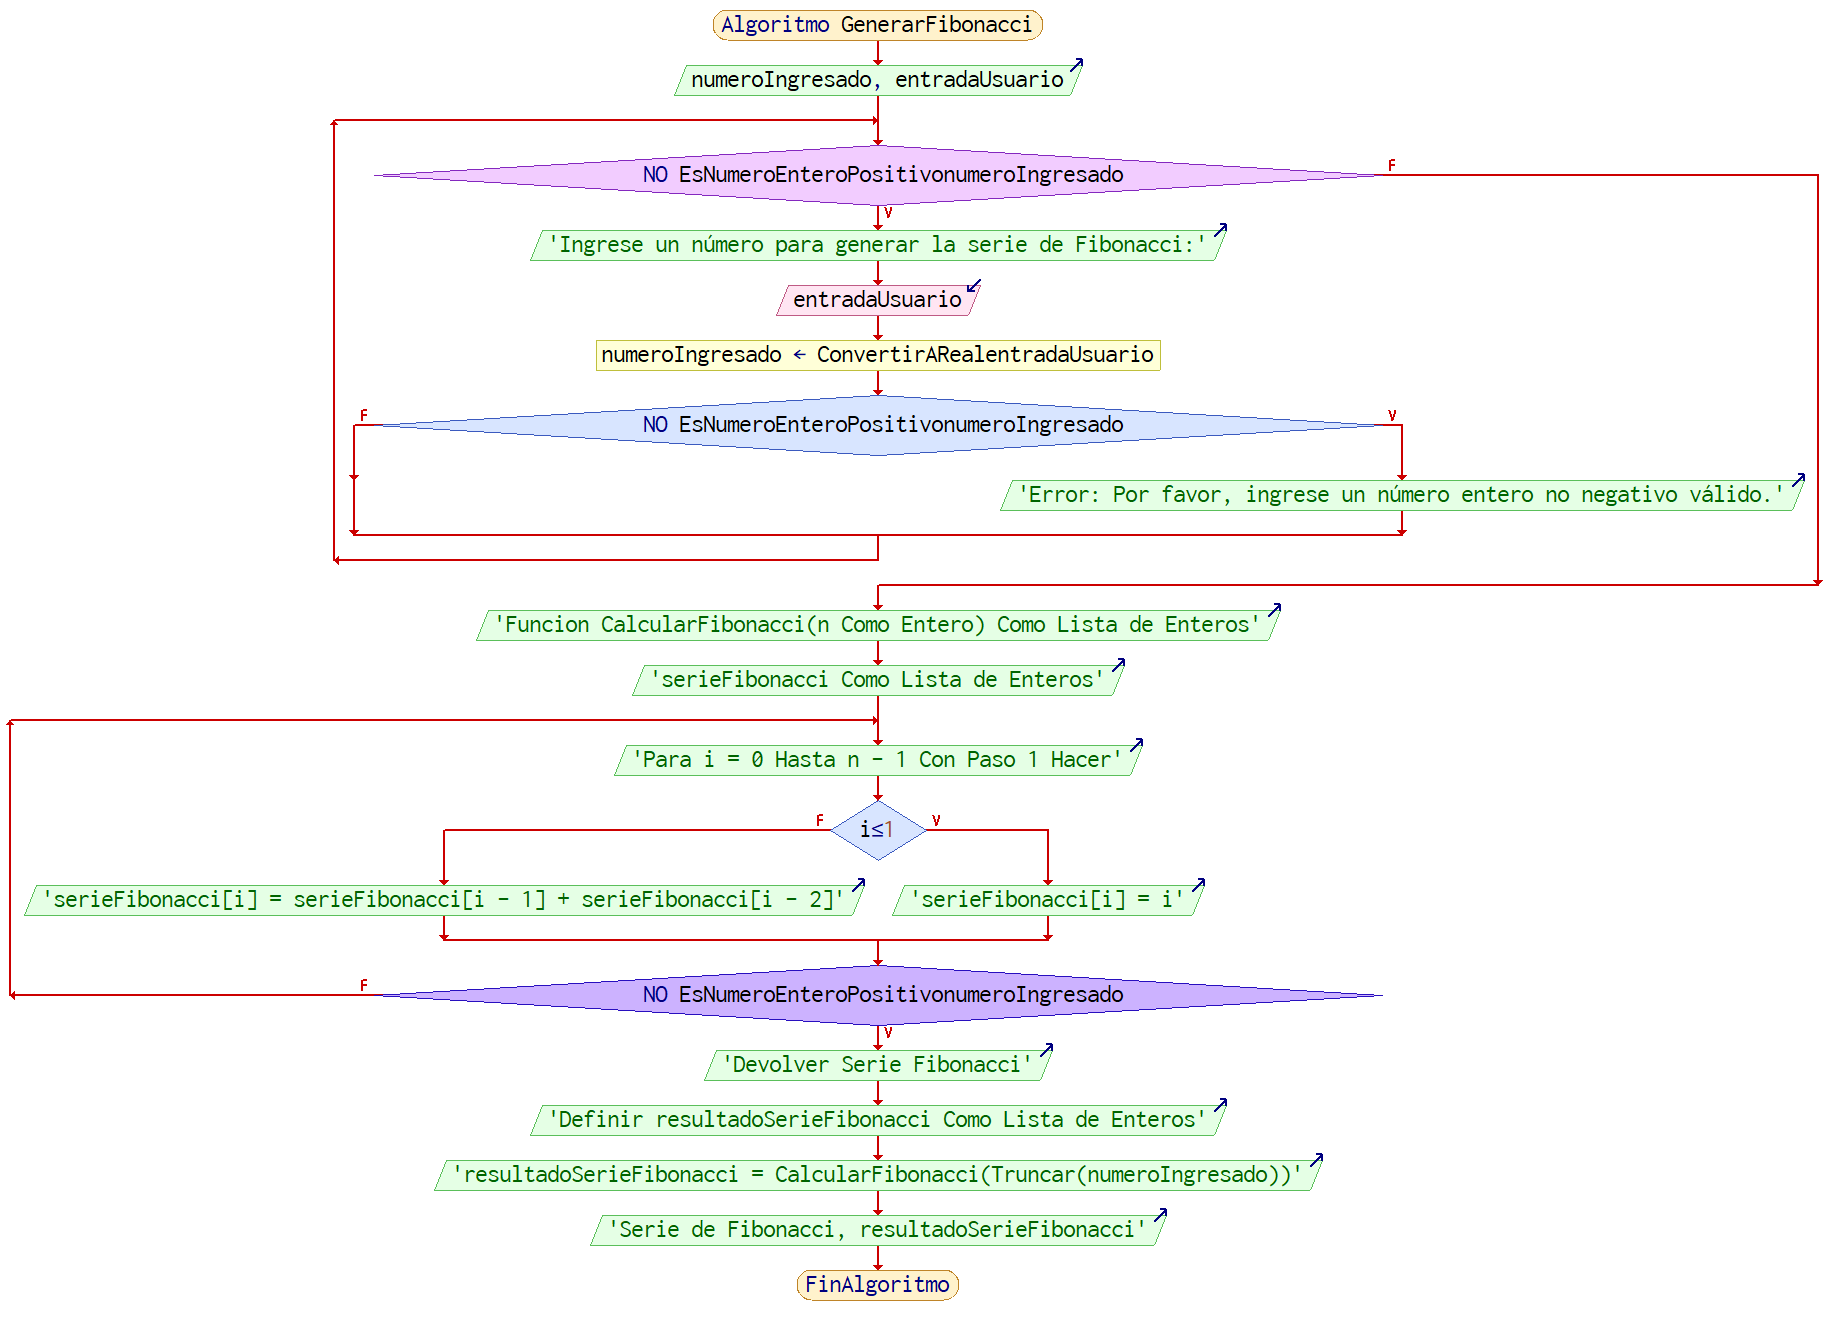 Algoritmo GenerarFibonacci
numeroIngresado, entradaUsuario
NO EsNumeroEnteroPositivonumeroIngresado
F
V
'Ingrese un número para generar la serie de Fibonacci:'
entradaUsuario
numeroIngresado ← ConvertirARealentradaUsuario
F
V
NO EsNumeroEnteroPositivonumeroIngresado
'Error: Por favor, ingrese un número entero no negativo válido.'
'Funcion CalcularFibonacci(n Como Entero) Como Lista de Enteros'
'serieFibonacci Como Lista de Enteros'
'Para i = 0 Hasta n - 1 Con Paso 1 Hacer'
F
V
i≤1
'serieFibonacci[i] = serieFibonacci[i - 1] + serieFibonacci[i - 2]'
'serieFibonacci[i] = i'
F
NO EsNumeroEnteroPositivonumeroIngresado
V
'Devolver Serie Fibonacci'
'Definir resultadoSerieFibonacci Como Lista de Enteros'
'resultadoSerieFibonacci = CalcularFibonacci(Truncar(numeroIngresado))'
'Serie de Fibonacci, resultadoSerieFibonacci'
FinAlgoritmo